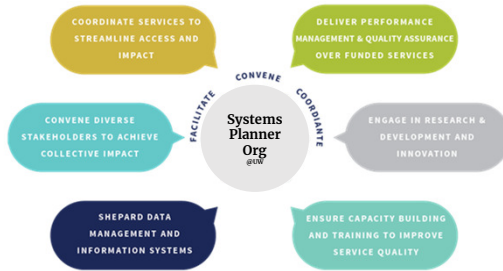 COORDINATE SERVICES TO
STREAMLINE ACCESS AND
IMPACT
DELIVER PERFORMANCE
MANAGEMENT & QUALITY ASSURANCE
OVER FUNDED SERVICES
FACILITATE
CONVENE
COORDIANTE
CONVENE DIVERSE
STAKEHOLDERS TO ACHIEVE
COLLECTIVE IMPACT
Systems
Planner
Org
@UW
ENGAGE IN RESEARCH &
DEVELOPMENT AND
INNOVATION
SHEPARD DATA
MANAGEMENT AND
INFORMATION SYSTEMS
ENSURE CAPACITY BUILDING
AND TRAINING TO IMPROVE
SERVICE QUALITY